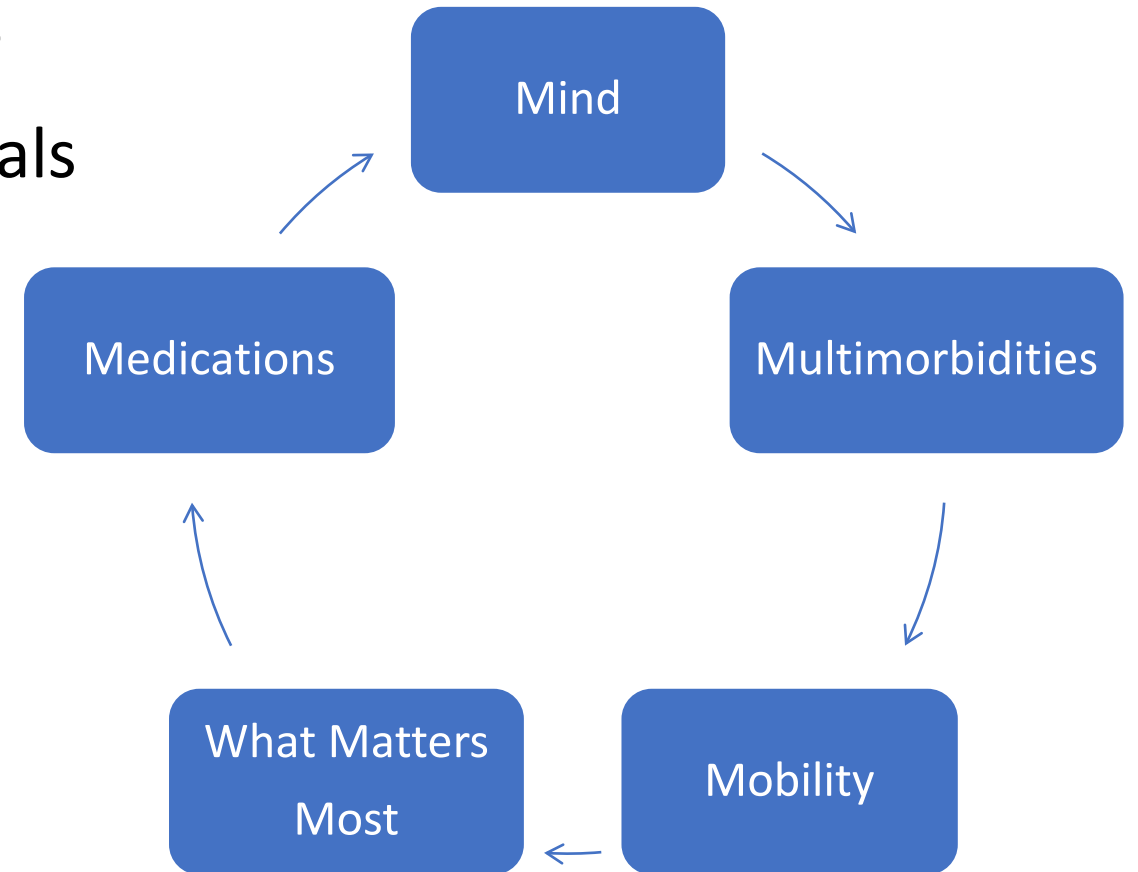 als
Mind
Medications
Multimorbidities
What Matters
Most
Mobility